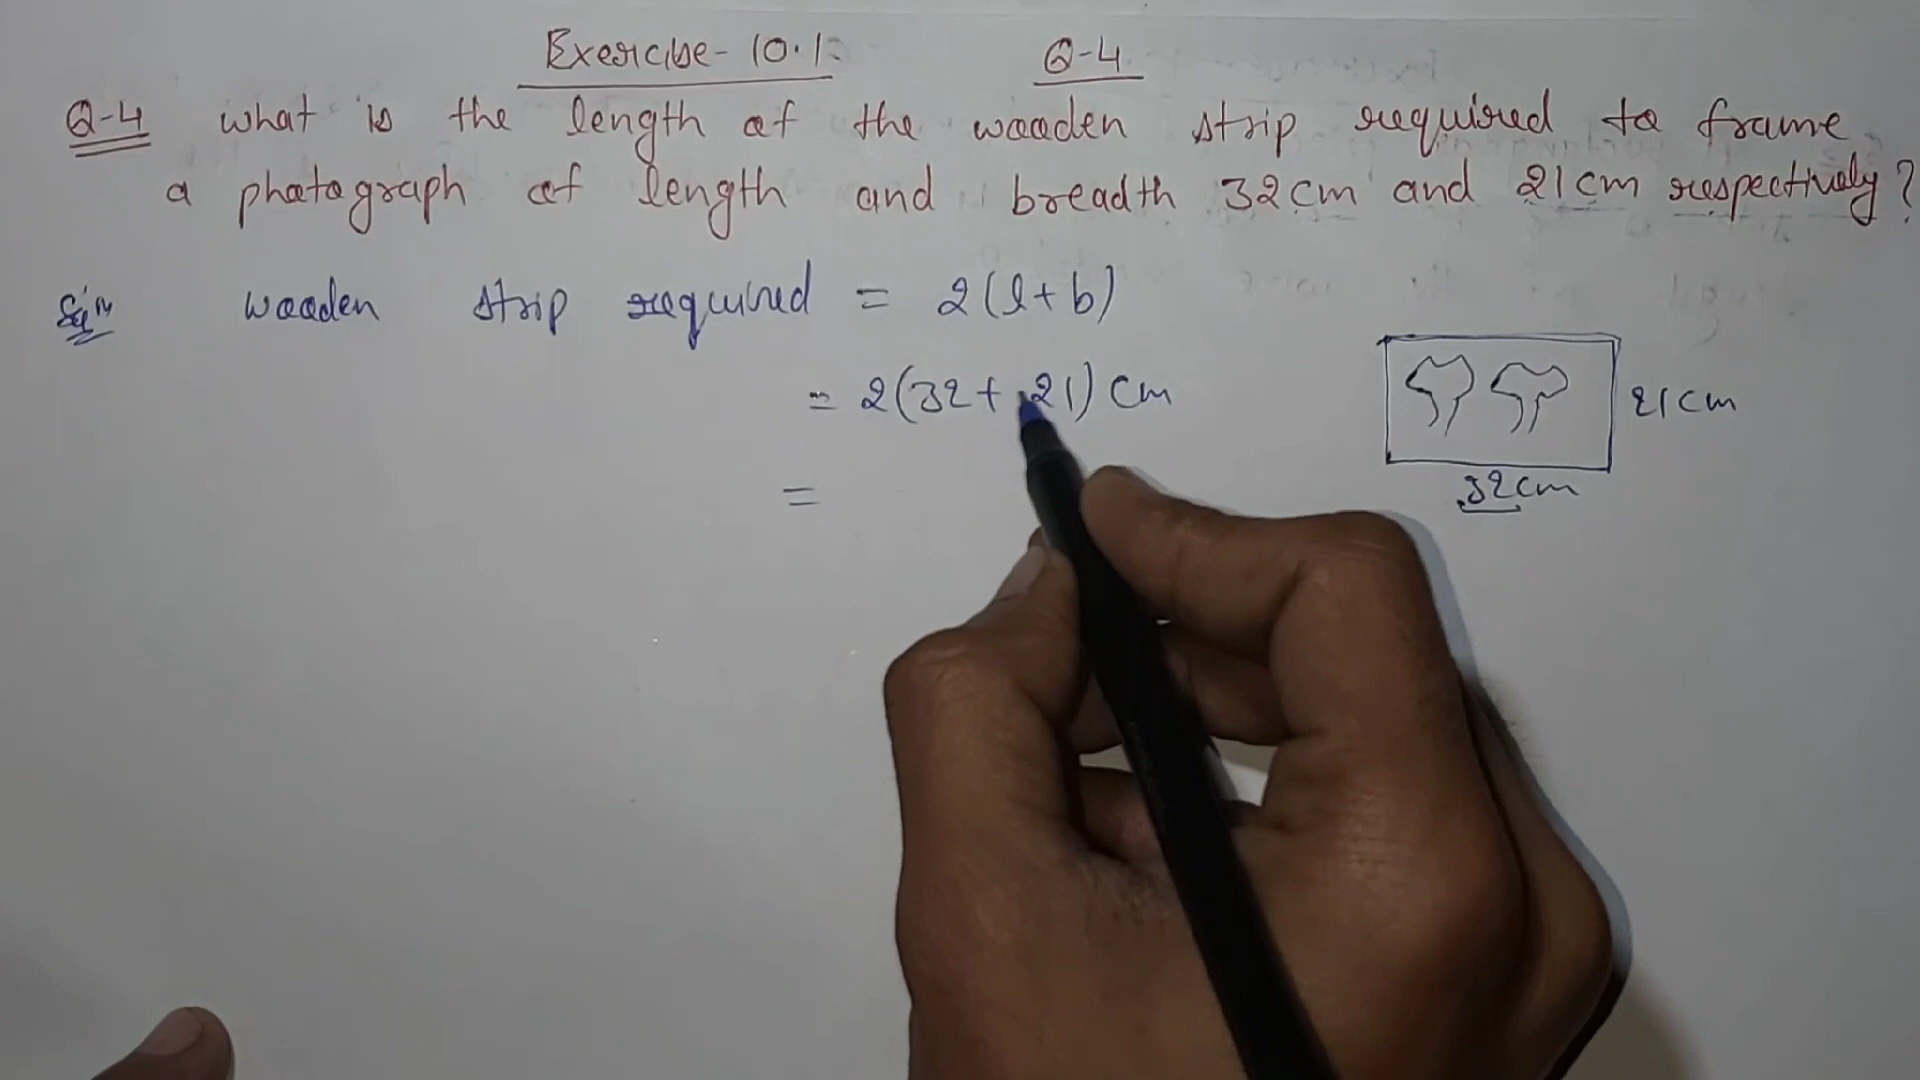 Exercise-10.1 Q-4
Q-4 what is the length of the wooden strip required to frame
a photograph of length and breadth 32cm and 21cm respectively?
Solⁿ wooden strip required = 2(l+b)
= 2(32+21) cm
21cm
=
32cm